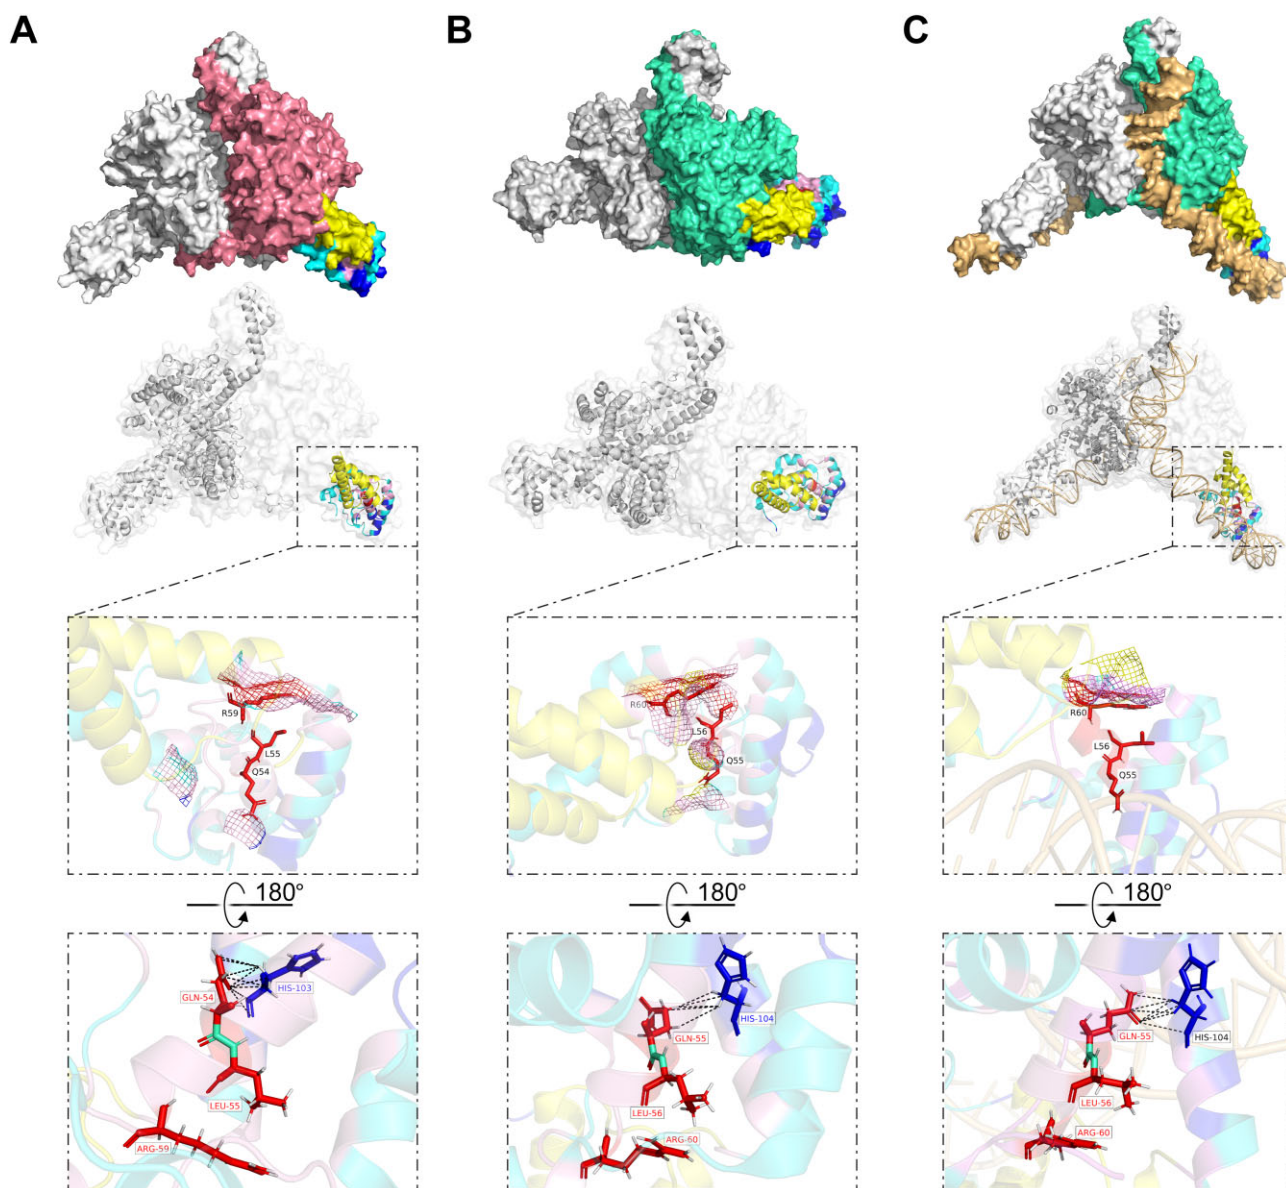 A
B
C
R59
L55
Q54
R60
L56
Q55
R60
L56
Q55
180°
180°
180°
GLN-54
HIS-103
LEU-55
ARG-59
GLN-55
HIS-104
LEU-56
ARG-60
GLN-55
HIS-104
LEU-56
ARG-60